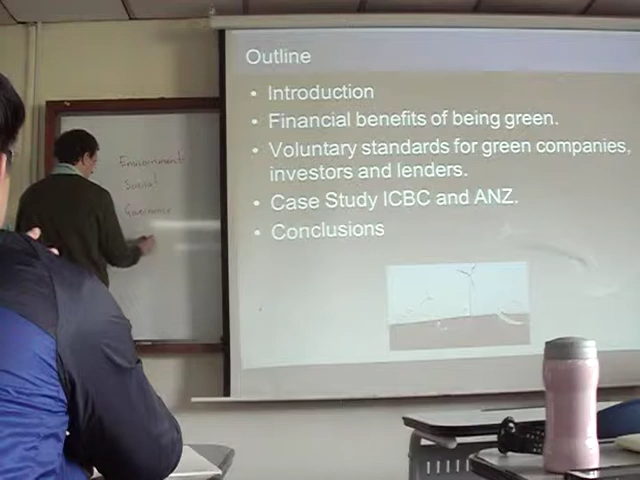 Environment
Social
Governance
Outline
• Introduction
• Financial benefits of being green.
• Voluntary standards for green companies,
investors and lenders.
• Case Study ICBC and ANZ.
• Conclusions